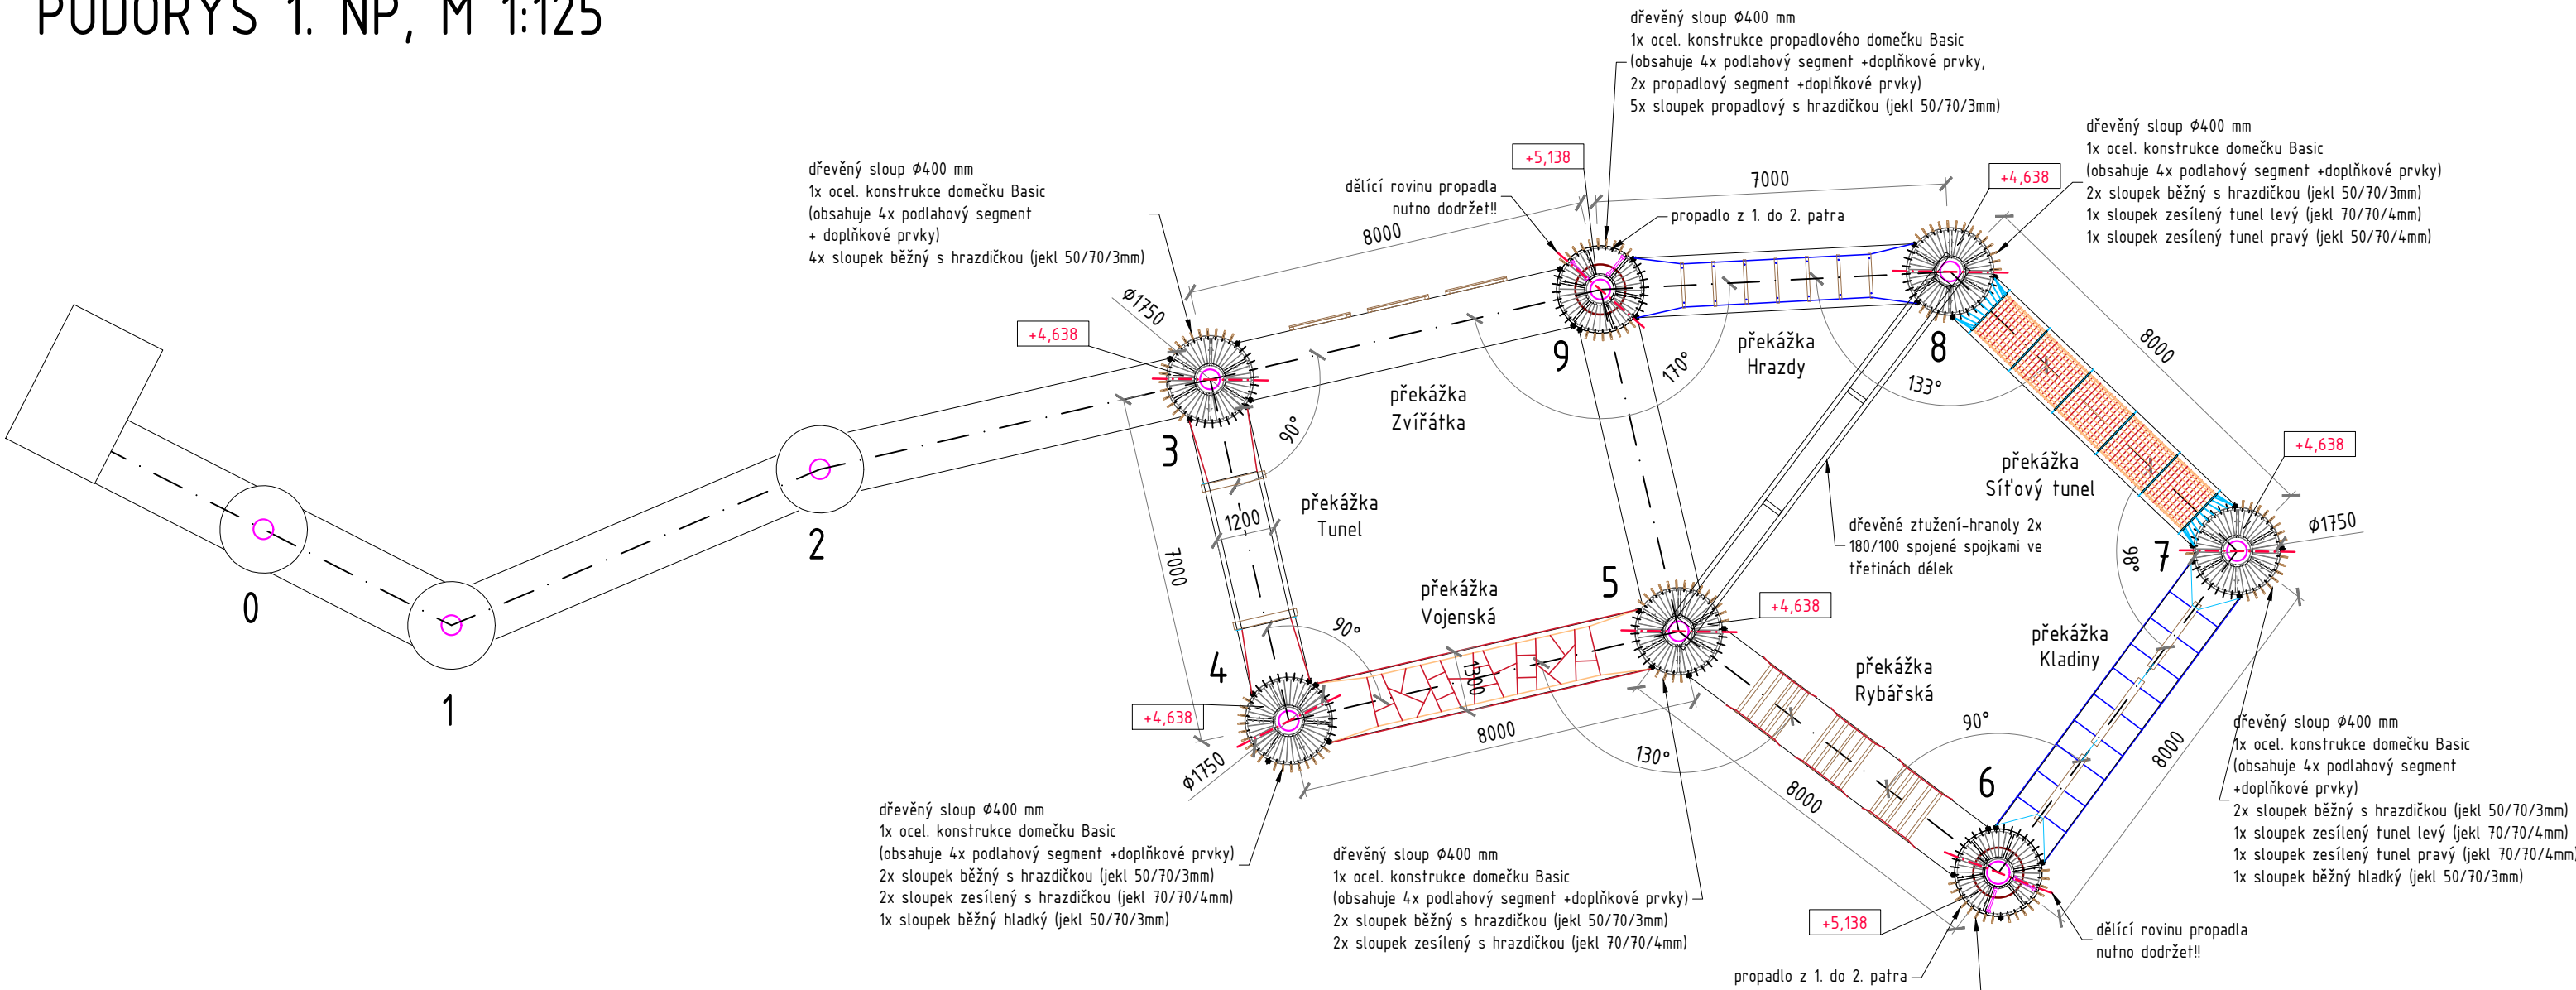 PŮDORYS 1. NP, M 1:125
dřevěný sloup Ø400 mm
1x ocel. konstrukce propadlového domečku Basic
(obsahuje 4x podlahový segment +doplňkové prvky,
2x propadlový segment +doplňkové prvky)
5x sloupek propadlový s hrazdičkou (jekl 50/70/3mm)
dřevěný sloup Ø400 mm
1x ocel. konstrukce domečku Basic
(obsahuje 4x podlahový segment +doplňkové prvky)
2x sloupek běžný s hrazdičkou (jekl 50/70/3mm)
1x sloupek zesílený tunel levý (jekl 70/70/4mm)
1x sloupek zesílený tunel pravý (jekl 50/70/4mm)
dřevěný sloup Ø400 mm
1x ocel. konstrukce domečku Basic
(obsahuje 4x podlahový segment
+ doplňkové prvky)
4x sloupek běžný s hrazdičkou (jekl 50/70/3mm)
+5,138
dělící rovinu propadla
nutno dodržet!!
propadlo z 1. do 2. patra
7000
+4,638
8000
Ø1750
+4,638
3
90°
překážka
Zvířátka
9
170°
překážka
Hrazdy
8
133°
8000
překážka
Síťový tunel
+4,638
Ø1750
7
98°
0
1
2
překážka
Tunel
1200
7000
4
90°
+4,638
Ø1750
překážka
Vojenská
1300
8000
5
+4,638
130°
dřevěné ztužení-hranoly 2x
180/100 spojené spojkami ve
třetinách délek
překážka
Rybářská
8000
překážka
Kladiny
90°
6
8000
+5,138
dělící rovinu propadla
nutno dodržet!!
propadlo z 1. do 2. patra
dřevěný sloup Ø400 mm
1x ocel. konstrukce domečku Basic
(obsahuje 4x podlahový segment +doplňkové prvky)
2x sloupek běžný s hrazdičkou (jekl 50/70/3mm)
2x sloupek zesílený s hrazdičkou (jekl 70/70/4mm)
1x sloupek běžný hladký (jekl 50/70/3mm)
dřevěný sloup Ø400 mm
1x ocel. konstrukce domečku Basic
(obsahuje 4x podlahový segment +doplňkové prvky)
2x sloupek běžný s hrazdičkou (jekl 50/70/3mm)
2x sloupek zesílený s hrazdičkou (jekl 70/70/4mm)
dřevěný sloup Ø400 mm
1x ocel. konstrukce domečku Basic
(obsahuje 4x podlahový segment
+doplňkové prvky)
2x sloupek běžný s hrazdičkou (jekl 50/70/3mm)
1x sloupek zesílený tunel levý (jekl 70/70/4mm)
1x sloupek zesílený tunel pravý (jekl 70/70/4mm)
1x sloupek běžný hladký (jekl 50/70/3mm)